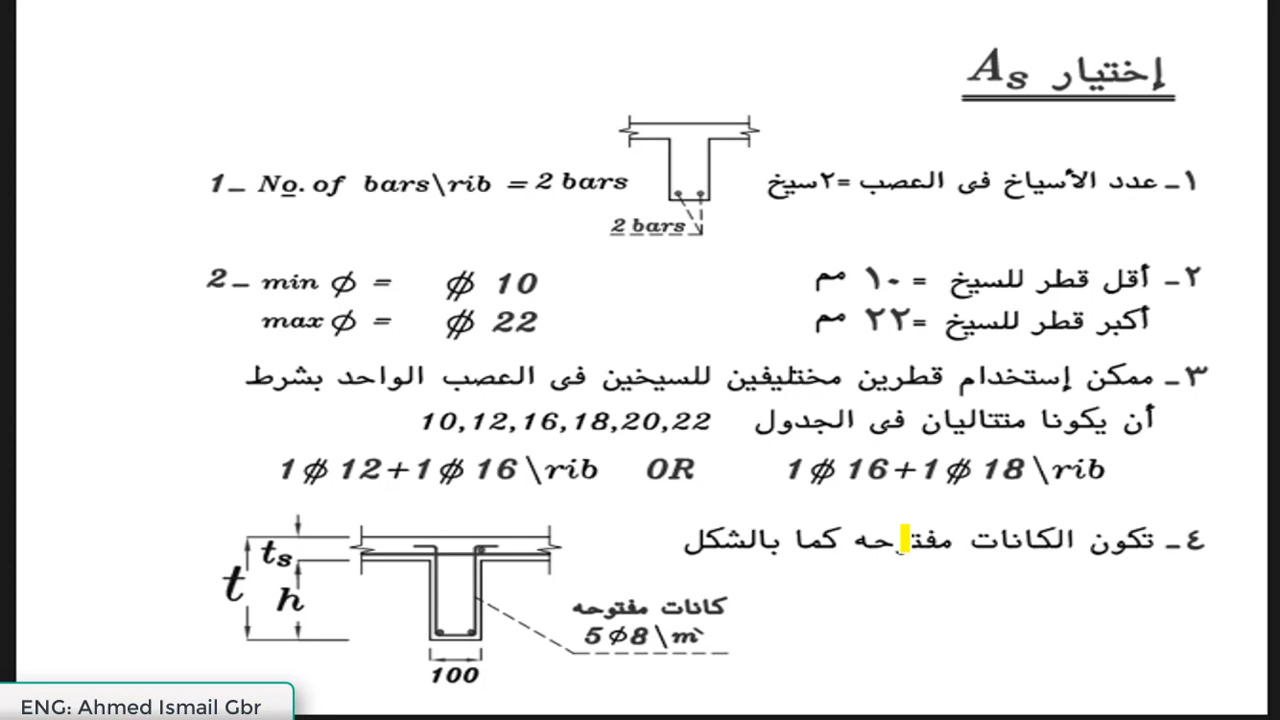 إختيار As
1_ No. of bars\rib = 2 bars
١- عدد الأسياخ فى العصب =٢سيخ
2 bars
2_ min ϕ = ϕ 10
٢- أقل قطر للسيخ = ١٠ مم
max ϕ = ϕ 22
أكبر قطر للسيخ =٢٢ مم
٣- ممكن إستخدام قطرين مختليفين للسيخين فى العصب الواحد بشرط
أن يكونا متتاليان فى الجدول 10,12,16,18,20,22
1ϕ12+1ϕ16\rib OR 1ϕ16+1ϕ18\rib
٤- تكون الكانات مفتوحه كما بالشكل
ts
t
h
كانات مفتوحه
5ϕ8\m`
100
ENG: Ahmed Ismail Gbr